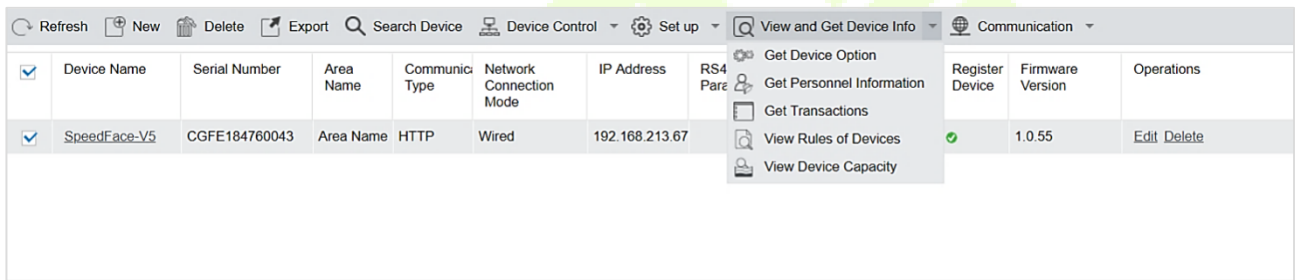 Refresh New Delete Export Search Device Device Control Set up View and Get Device Info Communication
Get Device Option
Get Personnel Information
Get Transactions
View Rules of Devices
View Device Capacity
Device Name Serial Number Area Name Communica Type Network Connection Mode IP Address RS4 Para Register Device Firmware Version Operations
SpeedFace-V5 CGFE184760043 Area Name HTTP Wired 192.168.213.67 1.0.55 Edit Delete